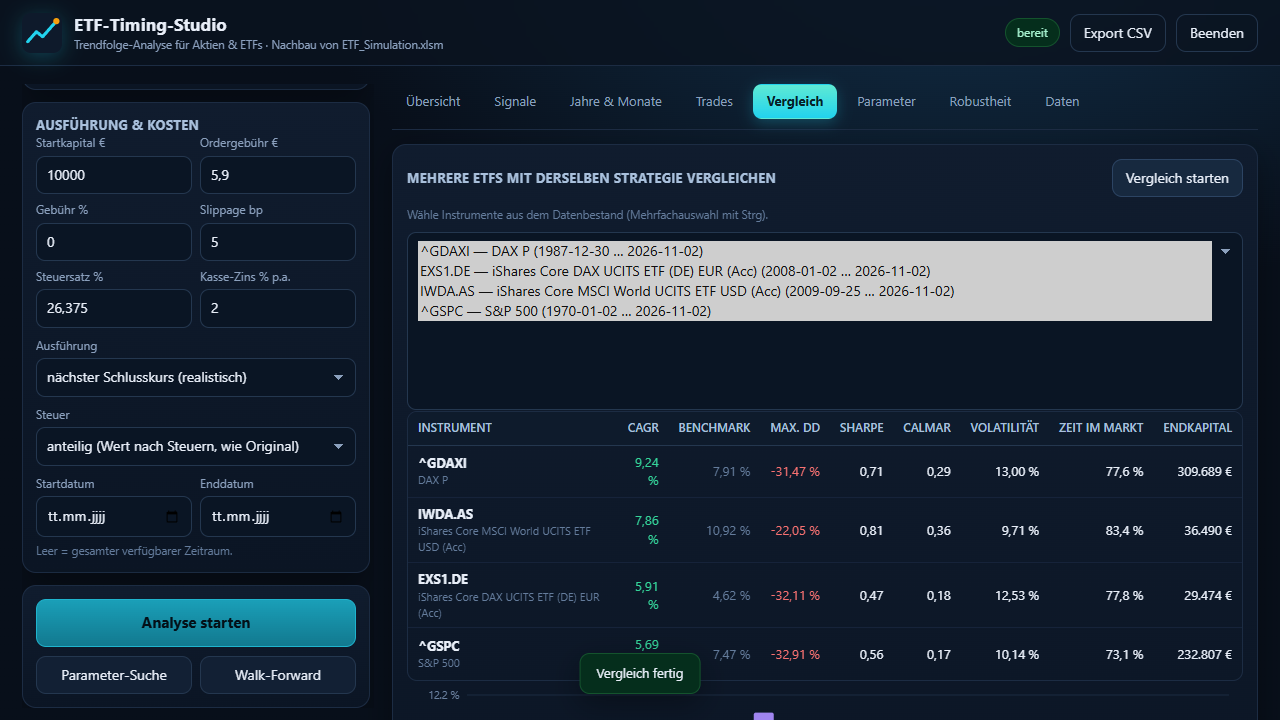 ETF-Timing-Studio
Trendfolge-Analyse für Aktien & ETFs · Nachbau von ETF_Simulation.xlsm
bereit
Export CSV
Beenden
AUSFÜHRUNG & KOSTEN
Startkapital € Ordergebühr €
10000 5,9
Gebühr % Slippage bp
0 5
Steuersatz % Kasse-Zins % p.a.
26,375 2
Ausführung
nächster Schlusskurs (realistisch)
Steuer
anteilig (Wert nach Steuern, wie Original)
Startdatum Enddatum
tt.mm.jjjj tt.mm.jjjj
Leer = gesamter verfügbarer Zeitraum.
Analyse starten
Parameter-Suche Walk-Forward
Übersicht Signale Jahre & Monate Trades Vergleich Parameter Robustheit Daten
MEHRERE ETFS MIT DERSELBEN STRATEGIE VERGLEICHEN
Vergleich starten
Wähle Instrumente aus dem Datenbestand (Mehrfachauswahl mit Strg).
^GDAXI — DAX P (1987-12-30 … 2026-11-02)
EXS1.DE — iShares Core DAX UCITS ETF (DE) EUR (Acc) (2008-01-02 … 2026-11-02)
IWDA.AS — iShares Core MSCI World UCITS ETF USD (Acc) (2009-09-25 … 2026-11-02)
^GSPC — S&P 500 (1970-01-02 … 2026-11-02)
INSTRUMENT CAGR BENCHMARK MAX. DD SHARPE CALMAR VOLATILITÄT ZEIT IM MARKT ENDKAPITAL
^GDAXI
DAX P
9,24 % 7,91 % -31,47 % 0,71 0,29 13,00 % 77,6 % 309.689 €
IWDA.AS
iShares Core MSCI World UCITS ETF
USD (Acc)
7,86 % 10,92 % -22,05 % 0,81 0,36 9,71 % 83,4 % 36.490 €
EXS1.DE
iShares Core DAX UCITS ETF (DE) EUR
(Acc)
5,91 % 4,62 % -32,11 % 0,47 0,18 12,53 % 77,8 % 29.474 €
^GSPC
S&P 500
5,69 7,47 % -32,91 % 0,56 0,17 10,14 % 73,1 % 232.807 €
Vergleich fertig
12.2 %